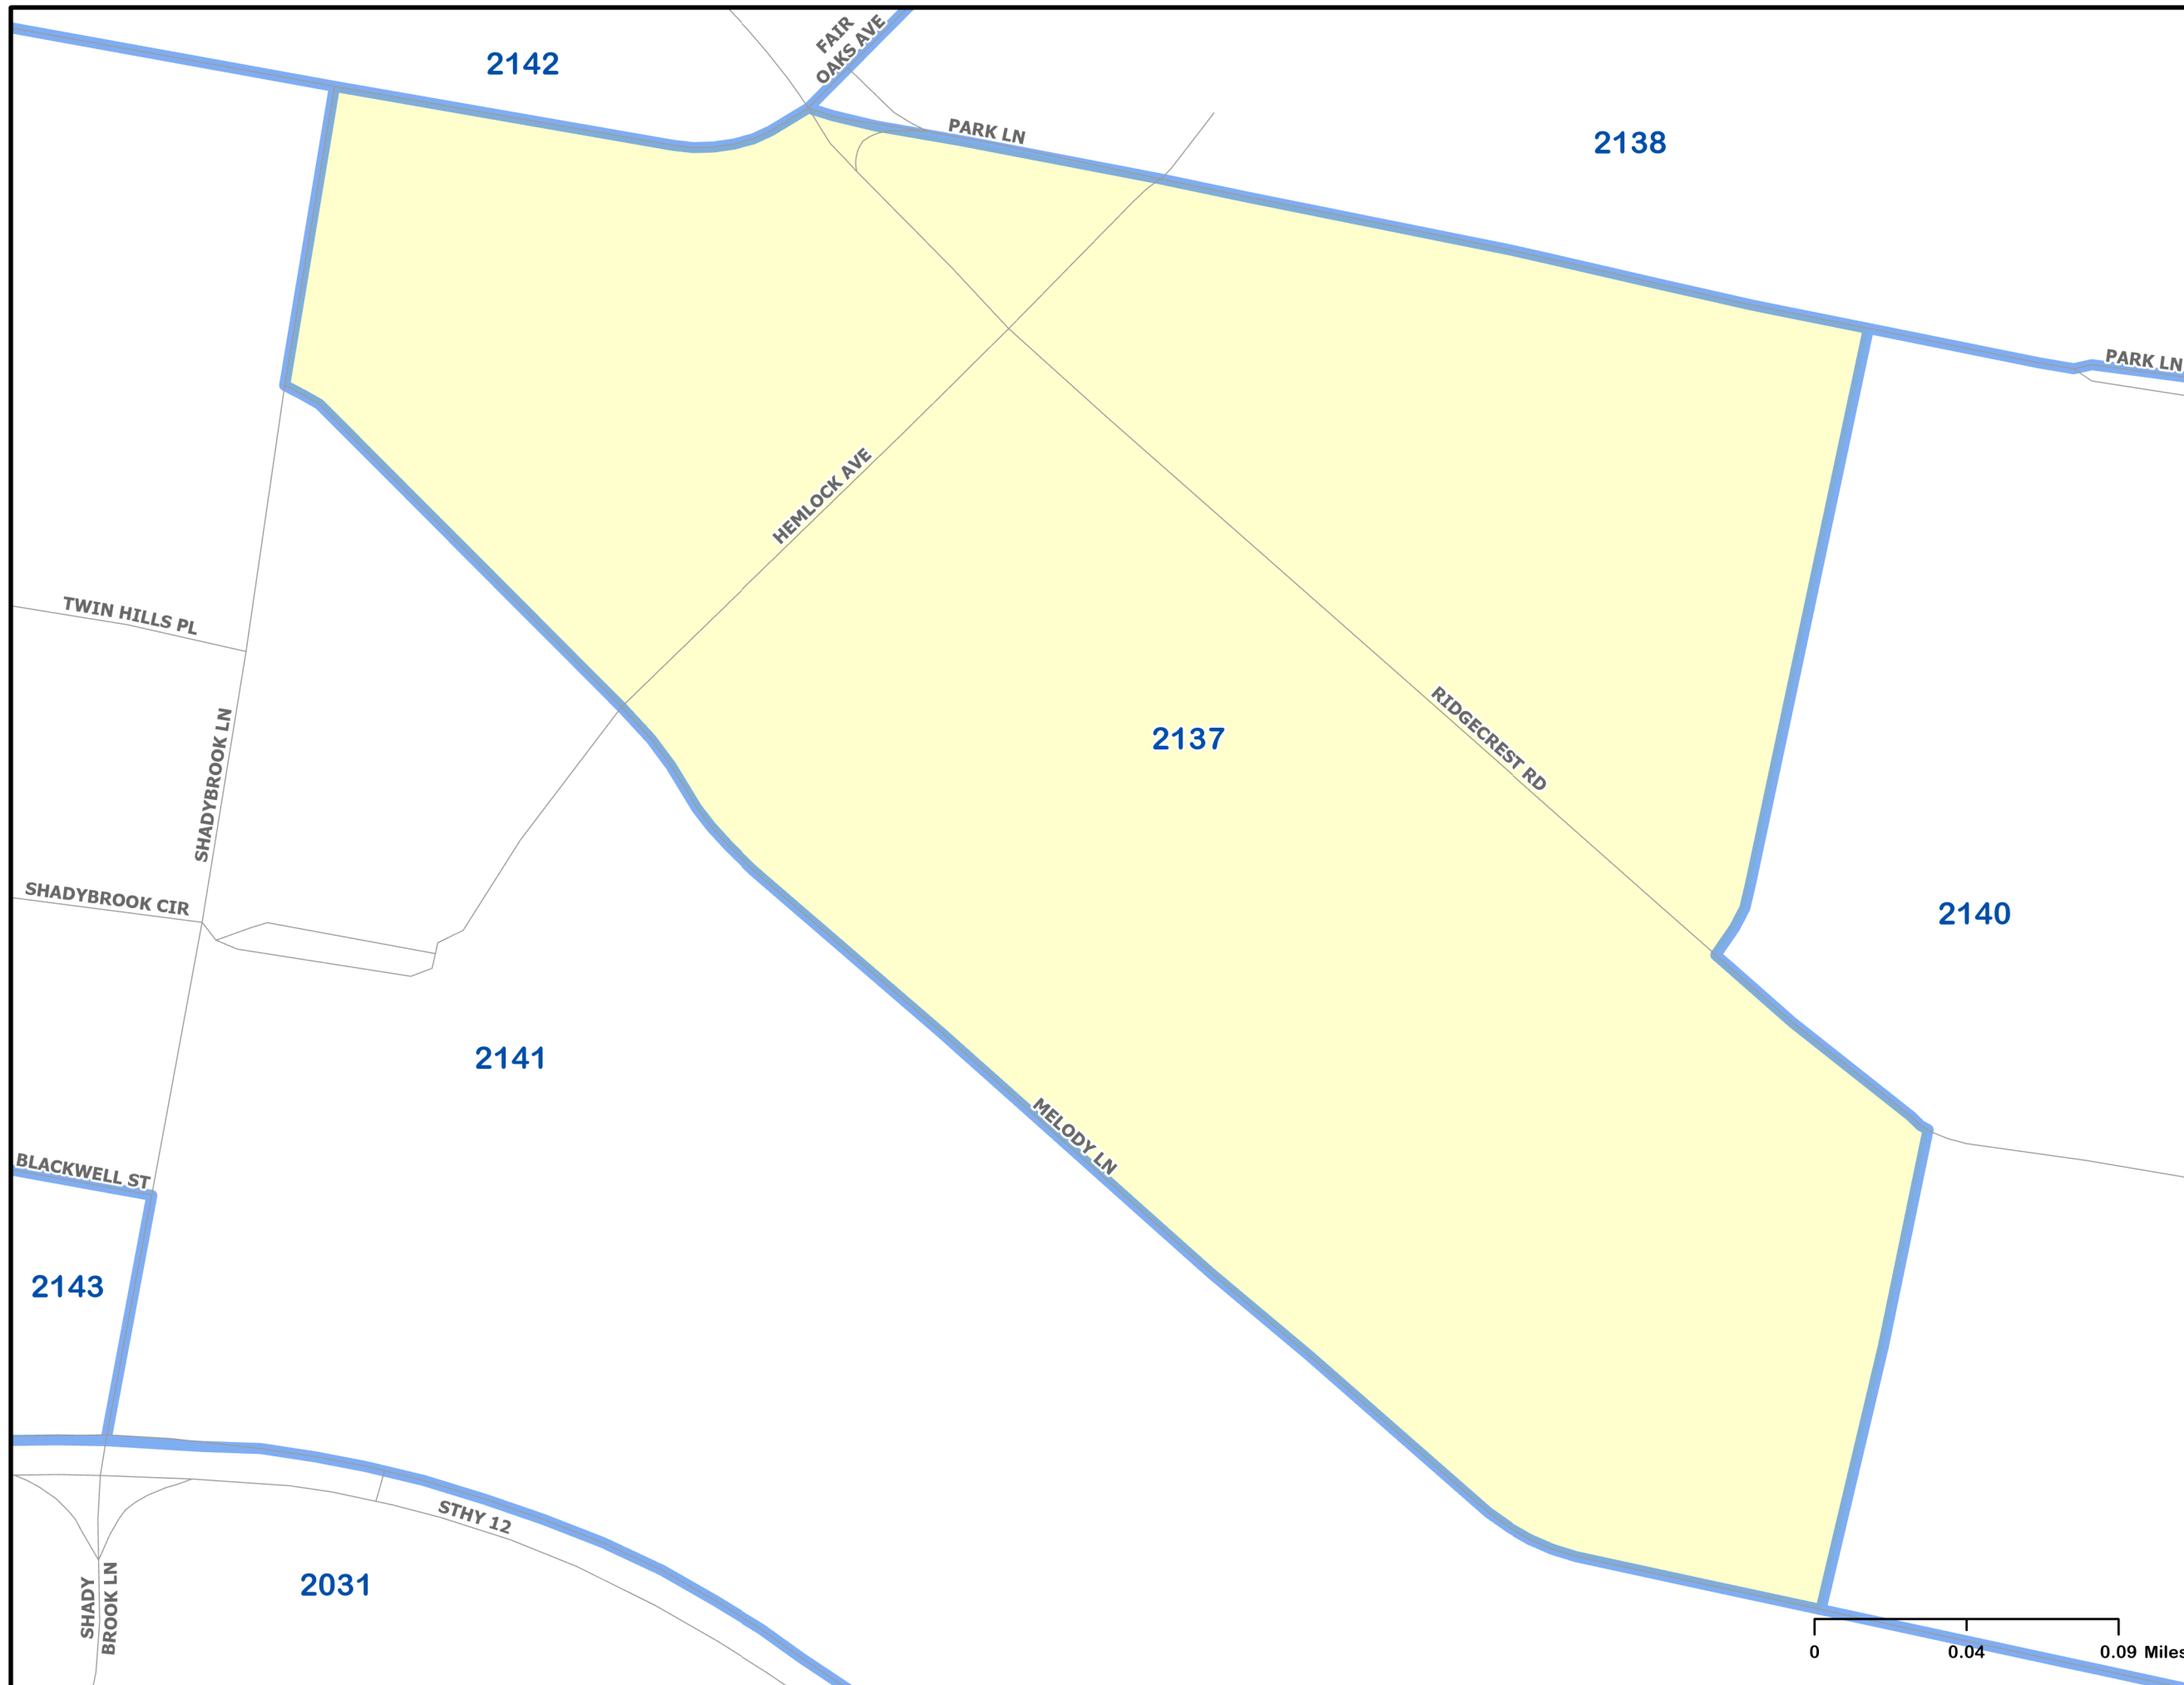 FAIR
OAKS AVE
2142
PARK LN
2138
PARK LN
HEMLOCK AVE
TWIN HILLS PL
RIDGECREST RD
SHADYBROOK LN
2137
SHADYBROOK CIR
2140
2141
MELODY LN
BLACKWELL ST
2143
STHY 12
SHADY
BROOK LN
2031
0 0.04 0.09 Miles